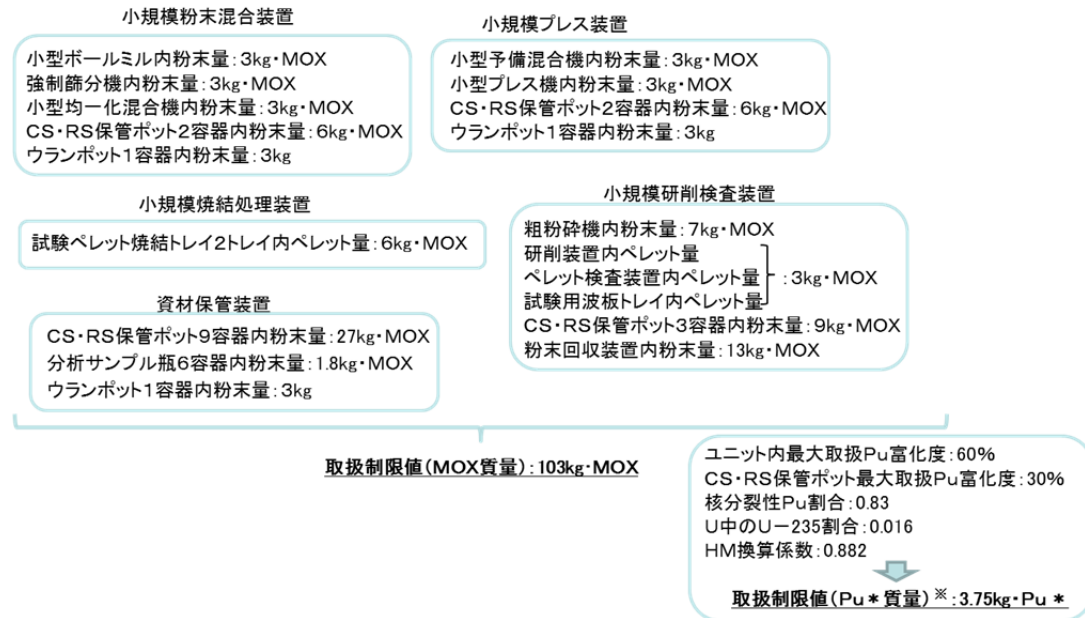 小規模粉末混合装置
小型ボールミル内粉末量:3kg・MOX
強制篩分機内粉末量:3kg・MOX
小型均一化混合機内粉末量:3kg・MOX
CS・RS保管ポット2容器内粉末量:6kg・MOX
ウランポット1容器内粉末量:3kg
小規模プレス装置
小型予備混合機内粉末量:3kg・MOX
小型プレス機内粉末量:3kg・MOX
CS・RS保管ポット2容器内粉末量:6kg・MOX
ウランポット1容器内粉末量:3kg
小規模焼結処理装置
試験ペレット焼結トレイ2トレイ内ペレット量:6kg・MOX
小規模研削検査装置
粗粉砕機内粉末量:7kg・MOX
研削装置内ペレット量
ペレット検査装置内ペレット量 :3kg・MOX
試験用波板トレイ内ペレット量
CS・RS保管ポット3容器内粉末量:9kg・MOX
粉末回収装置内粉末量:13kg・MOX
資材保管装置
CS・RS保管ポット9容器内粉末量:27kg・MOX
分析サンプル瓶6容器内粉末量:1.8kg・MOX
ウランポット1容器内粉末量:3kg
取扱制限値(MOX質量):103kg・MOX
ユニット内最大取扱Pu富化度:60%
CS・RS保管ポット最大取扱Pu富化度:30%
核分裂性Pu割合:0.83
U中のU-235割合:0.016
HM換算係数:0.882
取扱制限値(Pu*質量)※:3.75kg・Pu*